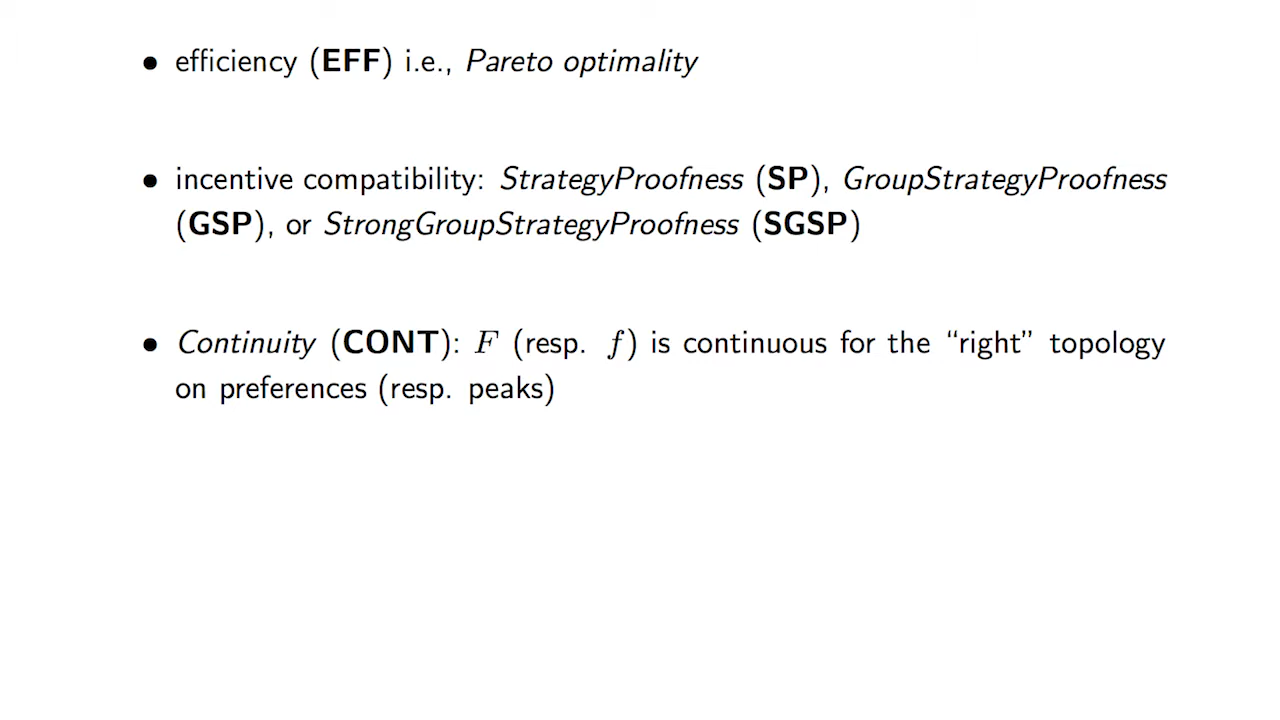 • efficiency (EFF) i.e., Pareto optimality
• incentive compatibility: StrategyProofness (SP), GroupStrategyProofness
(GSP), or StrongGroupStrategyProofness (SGSP)
• Continuity (CONT): F (resp. f) is continuous for the “right” topology
on preferences (resp. peaks)